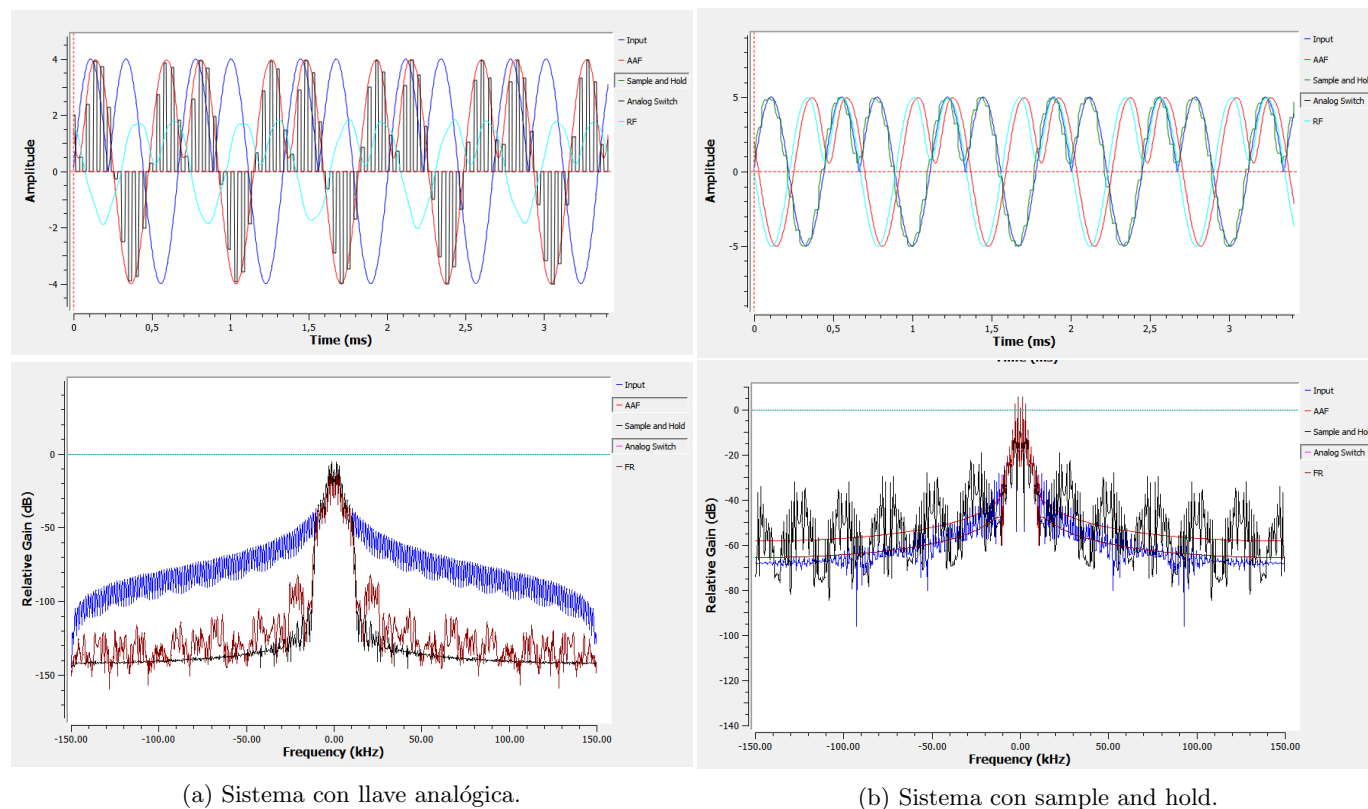 Amplitude
4
2
0
-2
-4
0
0,5
1
1,5
2
2,5
3
Time (ms)
Input
AAF
Sample and Hold
Analog Switch
RF
Amplitude
5
0
-5
0
0,5
1
1,5
2
2,5
3
Time (ms)
Input
AAF
Sample and Hold
Analog Switch
RF
Relative Gain (dB)
0
-50
-100
-150
-150.00
-100.00
-50.00
0.00
50.00
100.00
150.00
Frequency (kHz)
Input
AAF
Sample and Hold
Analog Switch
FR
Time (ms)
Relative Gain (dB)
0
-20
-40
-60
-80
-100
-120
-140
-150.00
-100.00
-50.00
0.00
50.00
100.00
150.00
Frequency (kHz)
Input
AAF
Sample and Ho
Analog Switch
FR
(a) Sistema con llave analógica.
(b) Sistema con sample and hold.